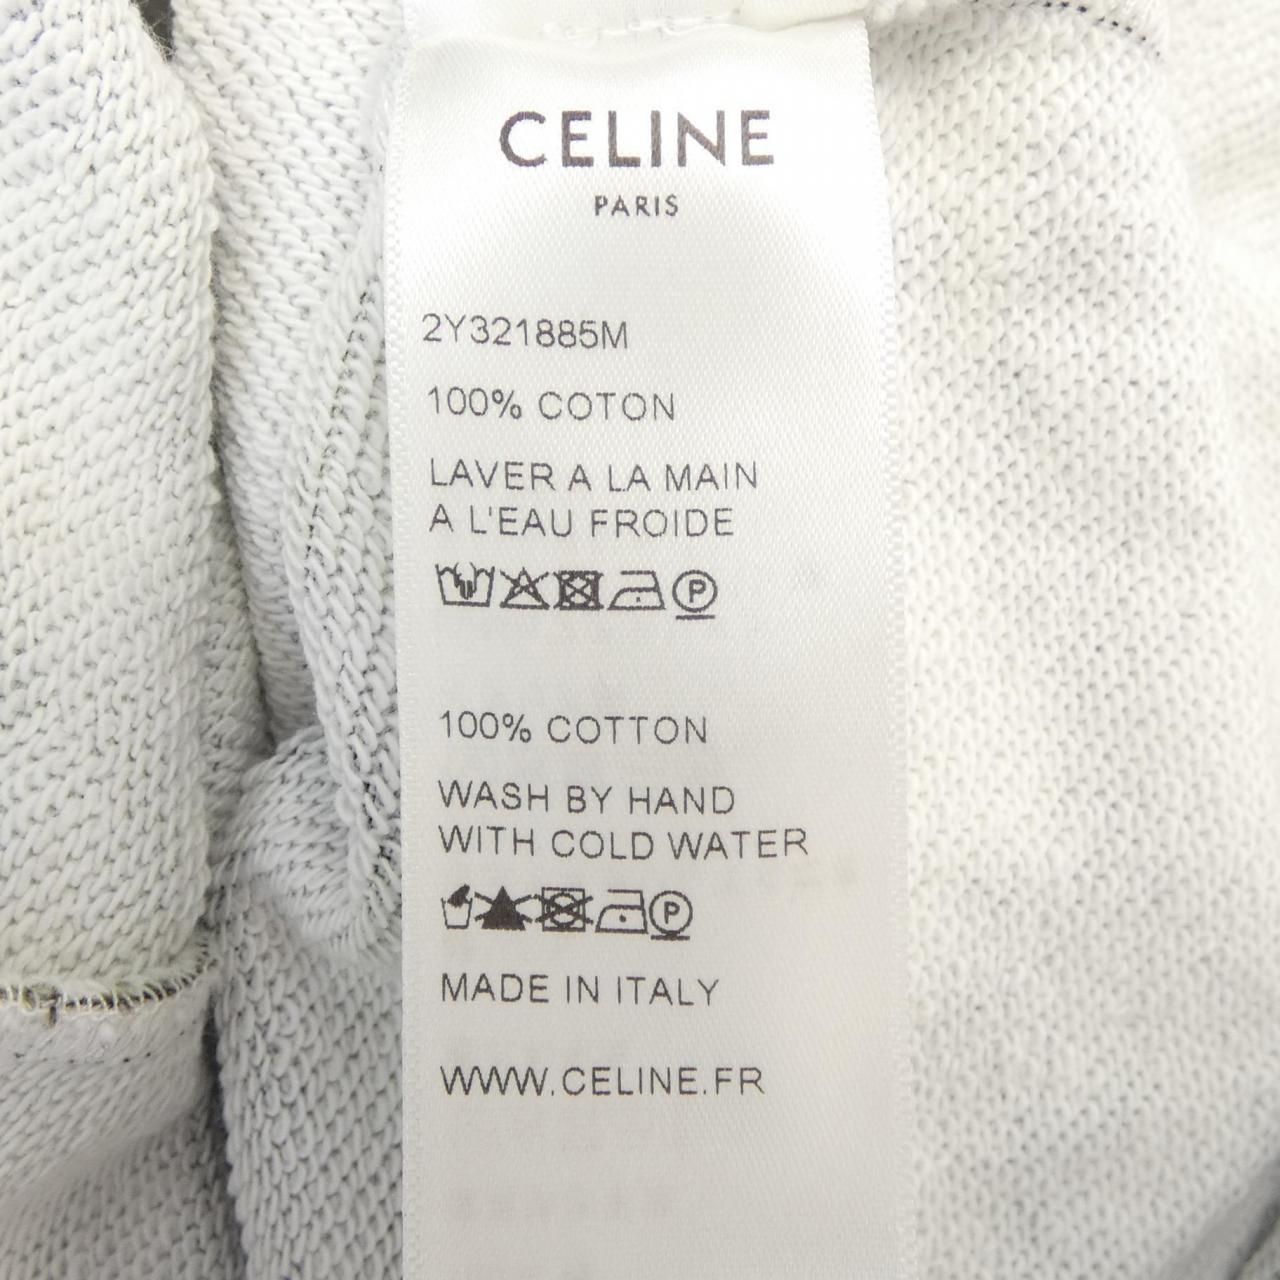 CELINE
PARIS
2Y321885M
100% COTON
LAVER A LA MAIN
A L'EAU FROIDE
P
100% COTTON
WASH BY HAND
WITH COLD WATER
P
MADE IN ITALY
WWW.CELINE.FR